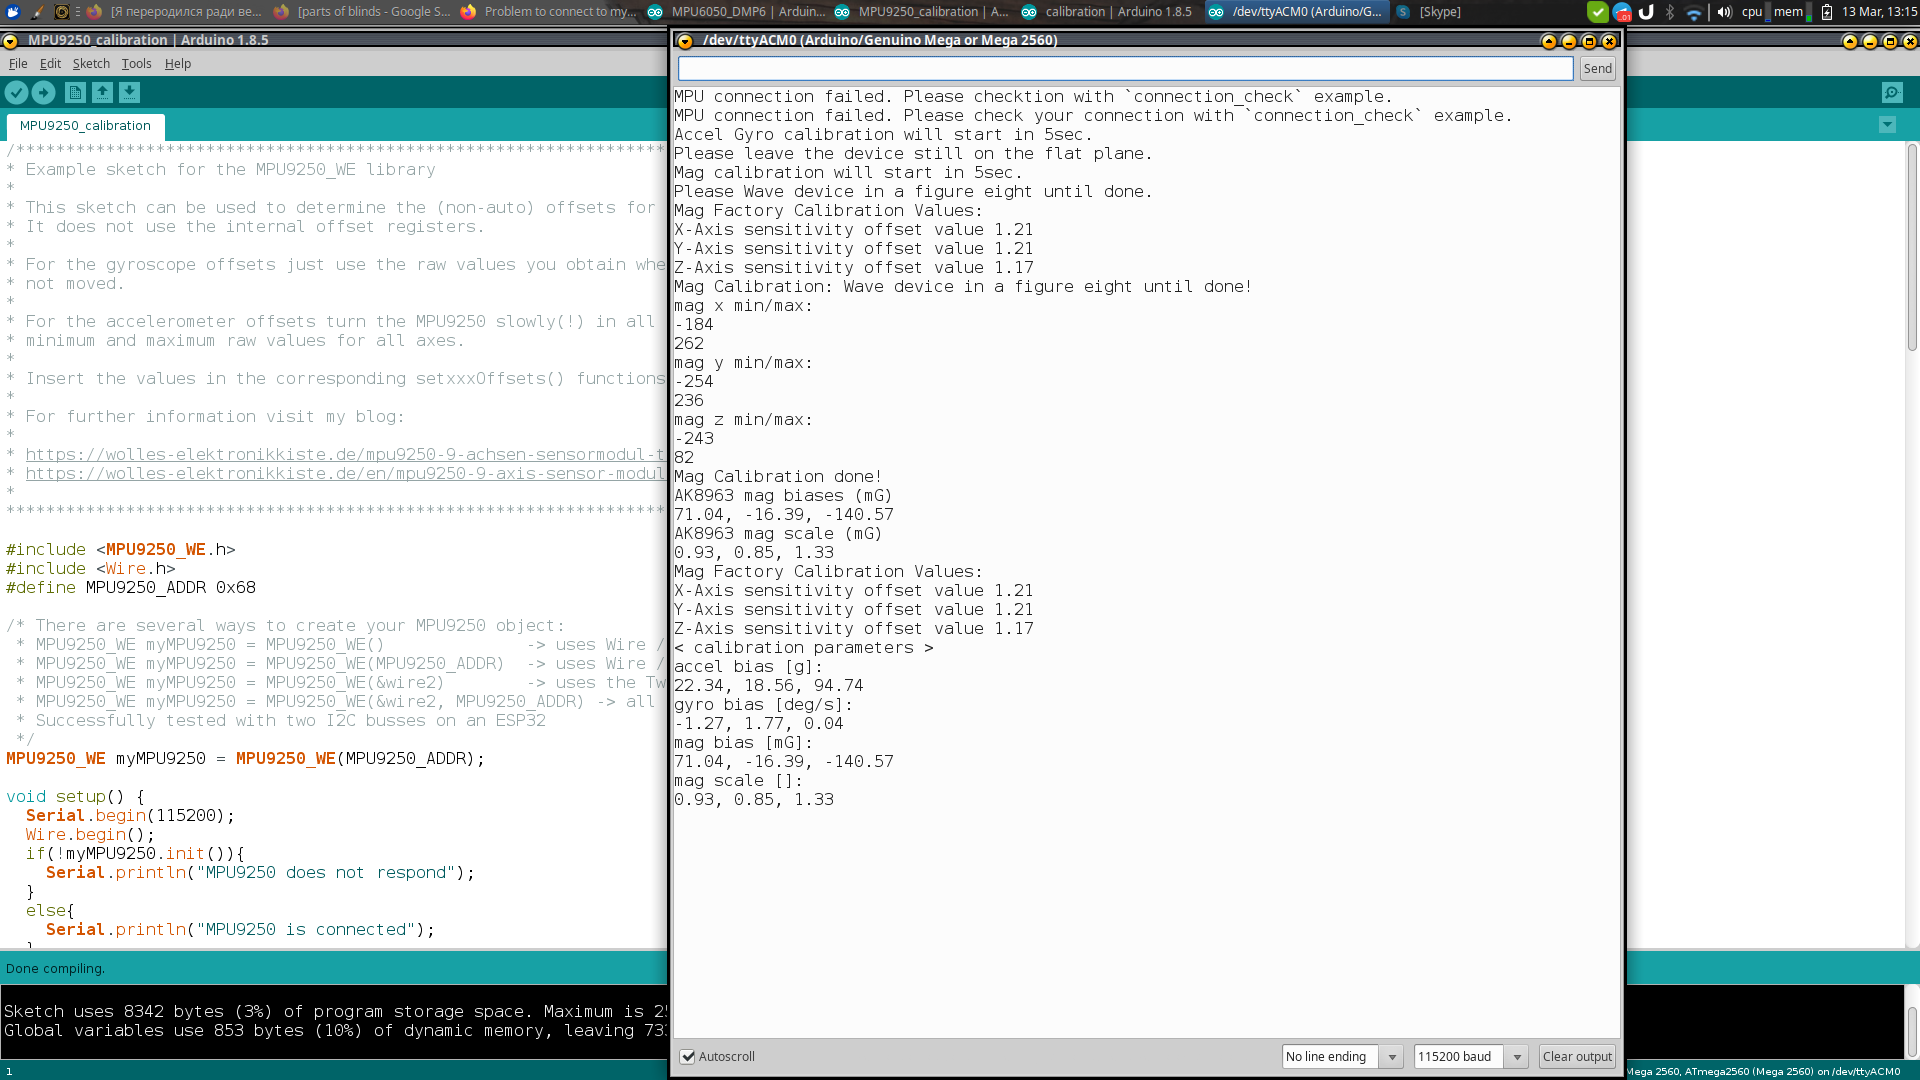 [Я переродился ради ве...
[parts of blinds - Google S...
Problem to connect to my...
MPU6050_DMP6 | Arduin...
MPU9250_calibration | A...
calibration | Arduino 1.8.5
/dev/ttyACM0 (Arduino/G...
[Skype]
cpu
mem
13 Mar, 13:15
MPU9250_calibration | Arduino 1.8.5
File Edit Sketch Tools Help
MPU9250_calibration
/*****************************************************************
* Example sketch for the MPU9250_WE library
*
* This sketch can be used to determine the (non-auto) offsets for
* It does not use the internal offset registers.
*
* For the gyroscope offsets just use the raw values you obtain whe
* not moved.
*
* For the accelerometer offsets turn the MPU9250 slowly(!) in all
* minimum and maximum raw values for all axes.
*
* Insert the values in the corresponding setxxxOffsets() functions
*
* For further information visit my blog:
*
* https://wolles-elektronikkiste.de/mpu9250-9-achsen-sensormodul-t
* https://wolles-elektronikkiste.de/en/mpu9250-9-axis-sensor-modul
*
******************************************************************
#include <MPU9250_WE.h>
#include <Wire.h>
#define MPU9250_ADDR 0x68
/* There are several ways to create your MPU9250 object:
* MPU9250_WE myMPU9250 = MPU9250_WE() -> uses Wire /
* MPU9250_WE myMPU9250 = MPU9250_WE(MPU9250_ADDR) -> uses Wire /
* MPU9250_WE myMPU9250 = MPU9250_WE(&wire2) -> uses the Tw
* MPU9250_WE myMPU9250 = MPU9250_WE(&wire2, MPU9250_ADDR) -> all
* Successfully tested with two I2C busses on an ESP32
*/
MPU9250_WE myMPU9250 = MPU9250_WE(MPU9250_ADDR);
void setup() {
Serial.begin(115200);
Wire.begin();
if(!myMPU9250.init()){
Serial.println("MPU9250 does not respond");
}
else{
Serial.println("MPU9250 is connected");
Done compiling.
Sketch uses 8342 bytes (3%) of program storage space. Maximum is 2
Global variables use 853 bytes (10%) of dynamic memory, leaving 73
1
/dev/ttyACM0 (Arduino/Genuino Mega or Mega 2560)
Send
MPU connection failed. Please checktion with `connection_check` example.
MPU connection failed. Please check your connection with `connection_check` example.
Accel Gyro calibration will start in 5sec.
Please leave the device still on the flat plane.
Mag calibration will start in 5sec.
Please Wave device in a figure eight until done.
Mag Factory Calibration Values:
X-Axis sensitivity offset value 1.21
Y-Axis sensitivity offset value 1.21
Z-Axis sensitivity offset value 1.17
Mag Calibration: Wave device in a figure eight until done!
mag x min/max:
-184
262
mag y min/max:
-254
236
mag z min/max:
-243
82
Mag Calibration done!
AK8963 mag biases (mG)
71.04, -16.39, -140.57
AK8963 mag scale (mG)
0.93, 0.85, 1.33
Mag Factory Calibration Values:
X-Axis sensitivity offset value 1.21
Y-Axis sensitivity offset value 1.21
Z-Axis sensitivity offset value 1.17
< calibration parameters >
accel bias [g]:
22.34, 18.56, 94.74
gyro bias [deg/s]:
-1.27, 1.77, 0.04
mag bias [mG]:
71.04, -16.39, -140.57
mag scale []:
0.93, 0.85, 1.33
Autoscroll
No line ending
115200 baud
Clear output
Mega 2560, ATmega2560 (Mega 2560) on /dev/ttyACM0